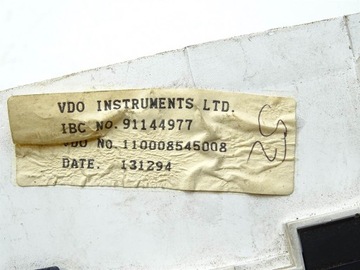 VDO INSTRUMENTS LTD.
IBC NO. 91144977
VDO NO. 110008545008
DATE. 131294